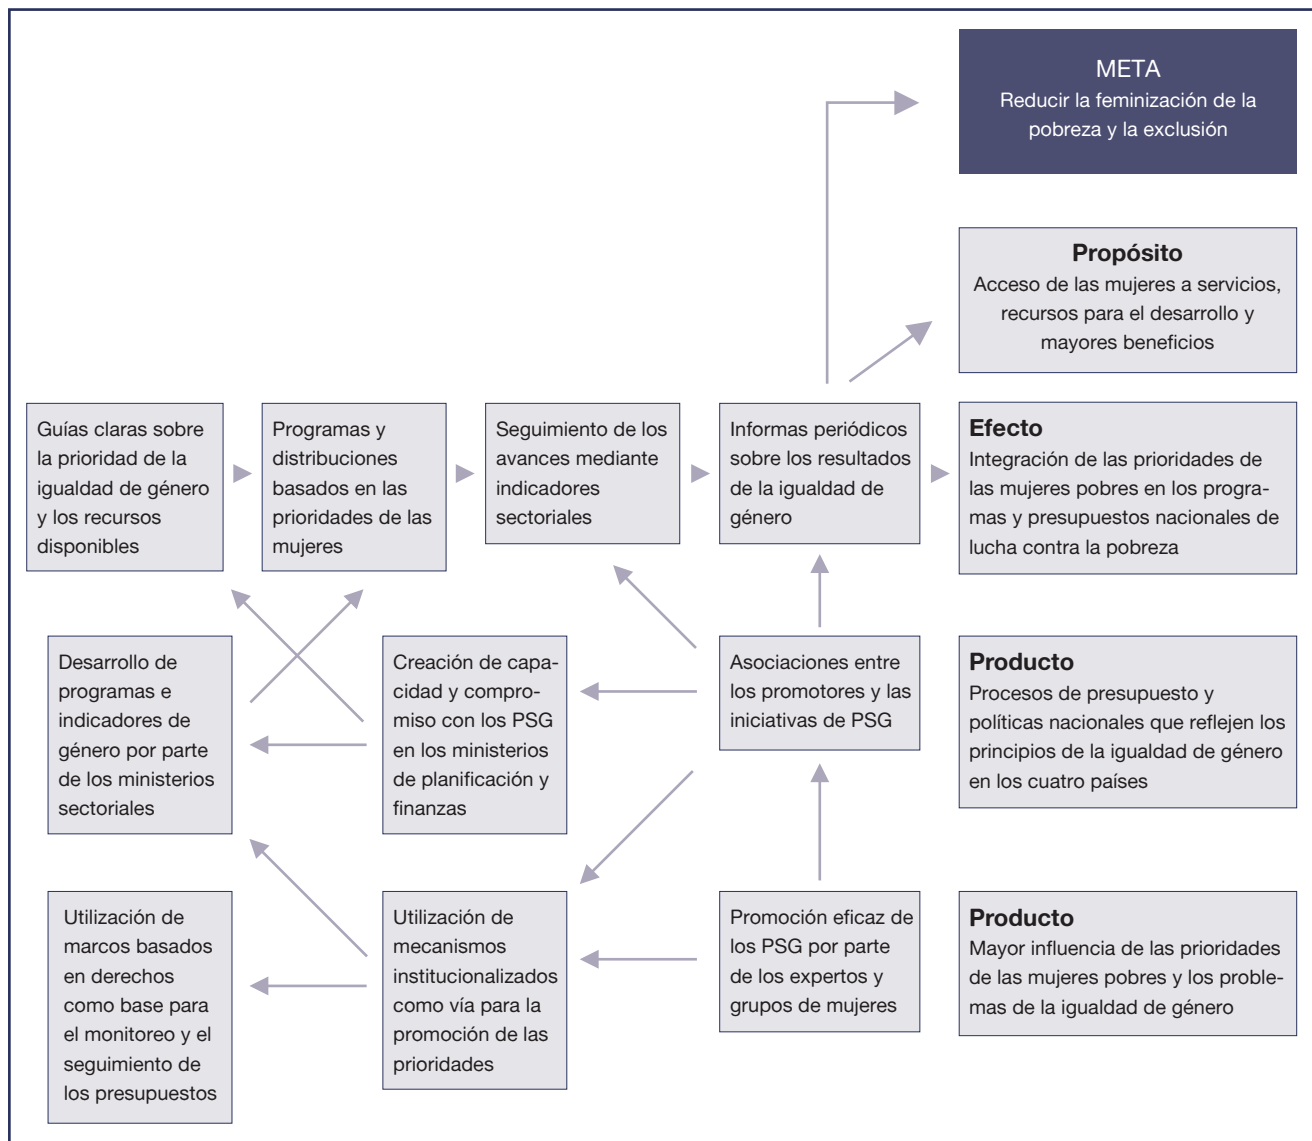 META
Reducir la feminización de la
pobreza y la exclusión
Propósito
Acceso de las mujeres a servicios,
recursos para el desarrollo y
mayores beneficios
Guías claras sobre
la prioridad de la
igualdad de género
y los recursos
disponibles
Programas y
distribuciones
basados en las
prioridades de las
mujeres
Seguimiento de los
avances mediante
indicadores
sectoriales
Informas periódicos
sobre los resultados
de la igualdad de
género
Efecto
Integración de las prioridades de
las mujeres pobres en los progra-
mas y presupuestos nacionales de
lucha contra la pobreza
Desarrollo de
programas e
indicadores de
género por parte
de los ministerios
sectoriales
Creación de capa-
cidad y compro-
miso con los PSG
en los ministerios
de planificación y
finanzas
Asociaciones entre
los promotores y las
iniciativas de PSG
Producto
Procesos de presupuesto y
políticas nacionales que reflejen los
principios de la igualdad de género
en los cuatro países
Utilización de
marcos basados
en derechos
como base para
el monitoreo y el
seguimiento de
los presupuestos
Utilización de
mecanismos
institucionalizados
como vía para la
promoción de las
prioridades
Promoción eficaz de
los PSG por parte
de los expertos y
grupos de mujeres
Producto
Mayor influencia de las prioridades
de las mujeres pobres y los proble-
mas de la igualdad de género